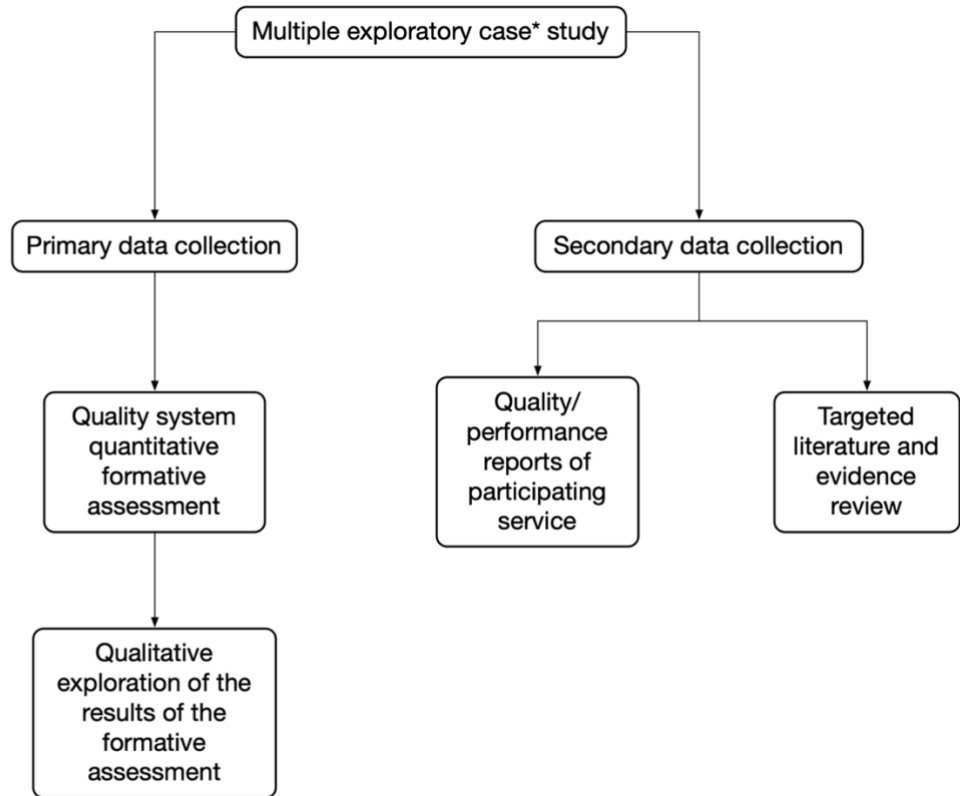 Multiple exploratory case* study
Primary data collection
Secondary data collection
Quality system
quantitative
formative
assessment
Quality/
performance
reports of
participating
service
Targeted
literature and
evidence
review
Qualitative
exploration of the
results of the
formative
assessment